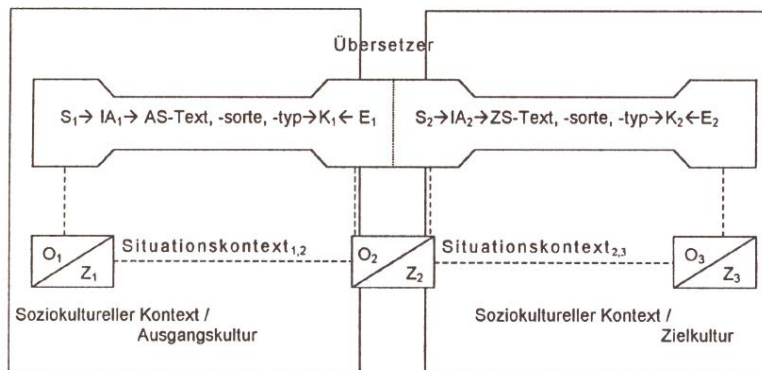 Übersetzer
S₁→ IA₁→ AS-Text, -sorte, -typ→K₁← E₁
S₂→IA₂→ZS-Text, -sorte, -typ→K₂←E₂
O₁
Z₁
Situationskontext₁,₂
O₂
Z₂
Situationskontext₂,₃
O₃
Z₃
Soziokultureller Kontext /
Ausgangskultur
Soziokultureller Kontext /
Zielkultur